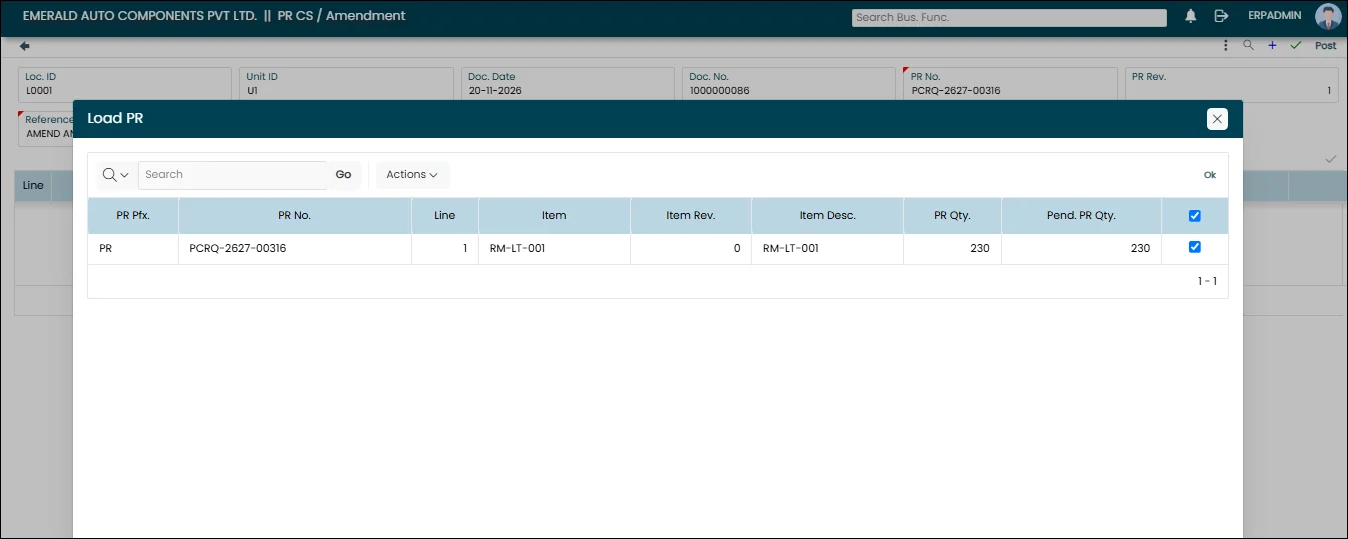 EMERALD AUTO COMPONENTS PVT LTD. || PR CS / Amendment
Search Bus. Func.
ERPADMIN
Post
Loc. ID
L0001
Unit ID
U1
Doc. Date
20-11-2026
Doc. No.
1000000086
PR No.
PCRQ-2627-00316
PR Rev.
1
Reference
AMEND AM
Load PR
Search
Go
Actions
Ok
Line
PR Pfx. PR No. Line Item Item Rev. Item Desc. PR Qty. Pend. PR Qty.
PR PCRQ-2627-00316 1 RM-LT-001 0 RM-LT-001 230 230
1 - 1